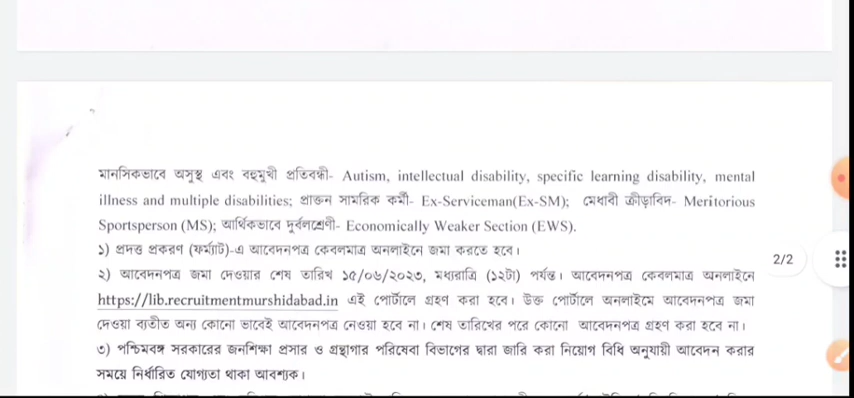 মানসিকভাবে অসুস্থ এবং বহুমুখী প্রতিবন্ধী- Autism, intellectual disability, specific learning disability, mental
illness and multiple disabilities; প্রাক্তন সামরিক কর্মী- Ex-Serviceman(Ex-SM); মেধাবী ক্রীড়াবিদ- Meritorious
Sportsperson (MS); আর্থিকভাবে দুর্বলশ্রেণী- Economically Weaker Section (EWS).
১) প্রদত্ত প্রকরণ (ফর্ম্যাট)-এ আবেদনপত্র কেবলমাত্র অনলাইনে জমা করতে হবে।
২) আবেদনপত্র জমা দেওয়ার শেষ তারিখ ১৫/০৬/২০২৩, মধ্যরাত্রি (১২টা) পর্যন্ত। আবেদনপত্র কেবলমাত্র অনলাইনে
https://lib.recruitmentmurshidabad.in এই পোর্টালে গ্রহণ করা হবে। উক্ত পোর্টালে অনলাইমে আবেদনপত্র জমা
দেওয়া ব্যতীত অন্য কোনো ভাবেই আবেদনপত্র নেওয়া হবে না। শেষ তারিখের পরে কোনো আবেদনপত্র গ্রহণ করা হবে না।
৩) পশ্চিমবঙ্গ সরকারের জনশিক্ষা প্রসার ও গ্রন্থাগার পরিষেবা বিভাগের দ্বারা জারি করা নিয়োগ বিধি অনুযায়ী আবেদন করার
সময়ে নির্ধারিত যোগ্যতা থাকা আবশ্যক।
2/2